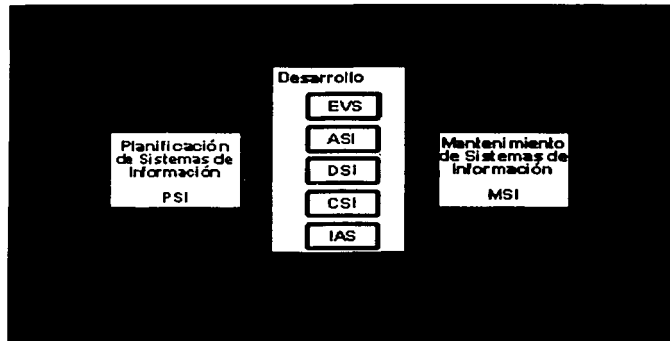 Planificación
de Sistemas de
Información
PSI
Desarrollo
EVS
ASI
DSI
CSI
IAS
Mantenimiento
de Sistemas de
Información
MSI